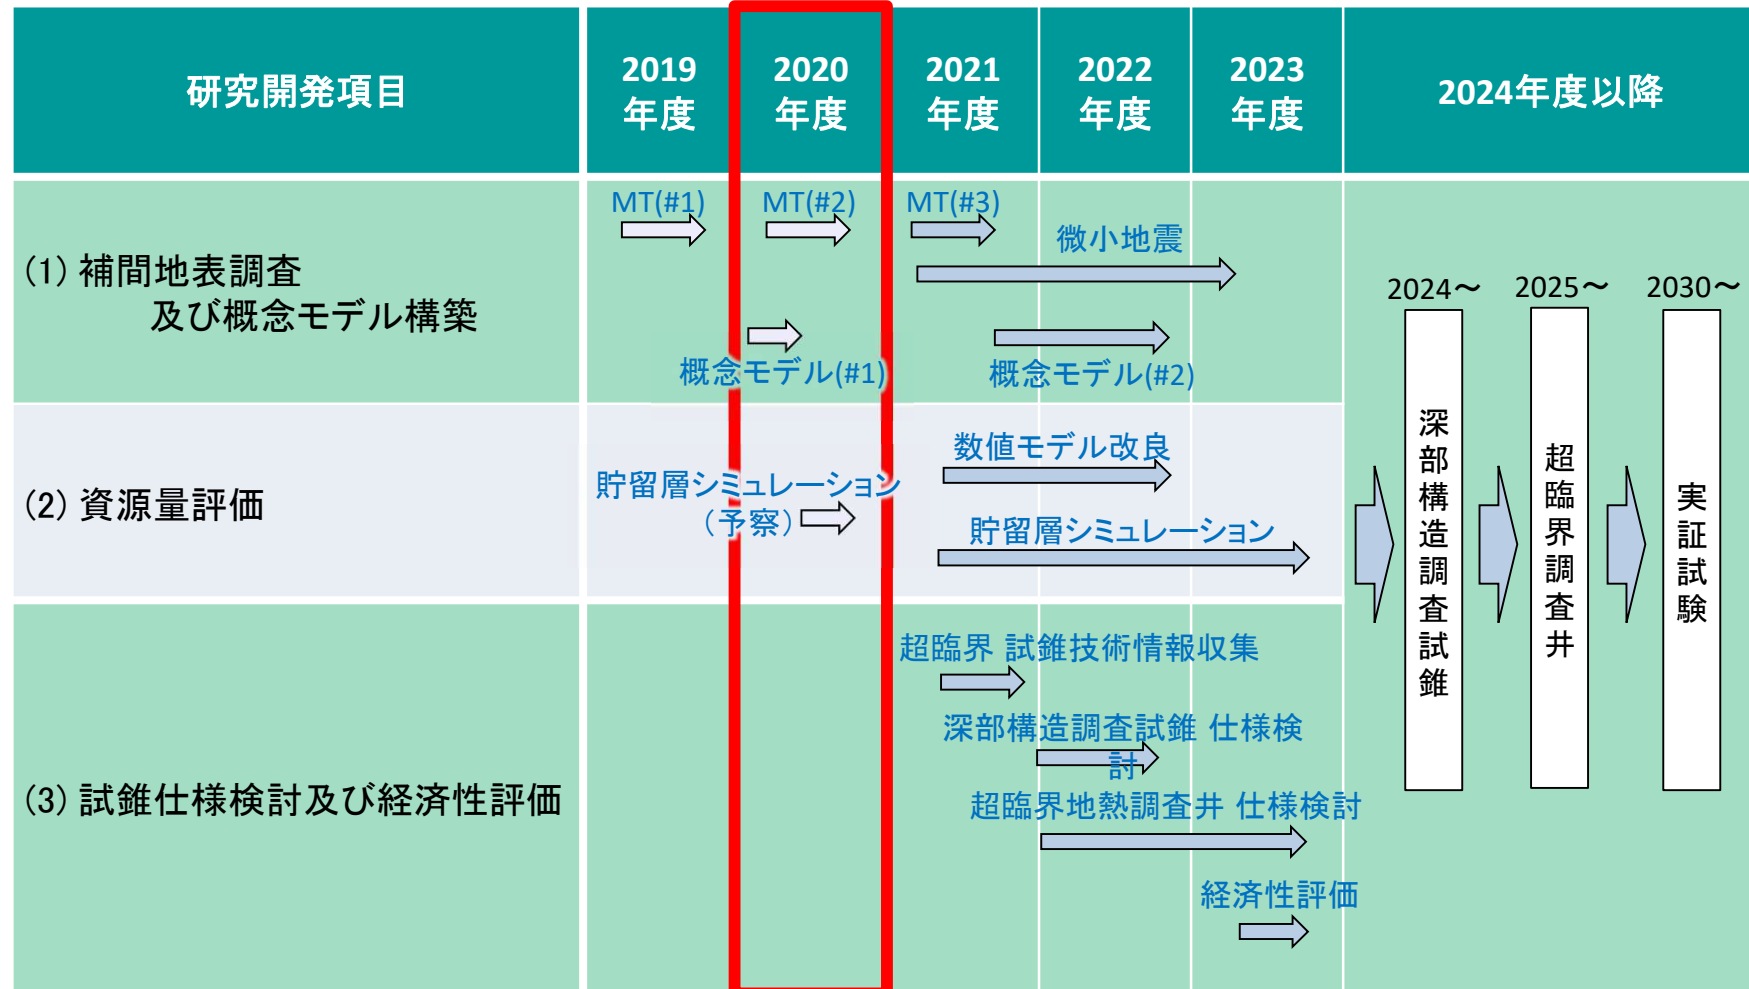 研究開発項目
2019
年度
2020
年度
2021
年度
2022
年度
2023
年度
2024年度以降
(1) 補間地表調査
及び概念モデル構築
MT(#1)
MT(#2)
MT(#3)
微小地震
概念モデル(#1)
概念モデル(#2)
(2) 資源量評価
数値モデル改良
貯留層シミュレーション
（予察）
貯留層シミュレーション
(3) 試錐仕様検討及び経済性評価
超臨界 試錐技術情報収集
深部構造調査試錐 仕様検
討
超臨界地熱調査井 仕様検討
経済性評価
2024～
2025～
2030～
深部構造調査試錐
超臨界調査井
実証試験